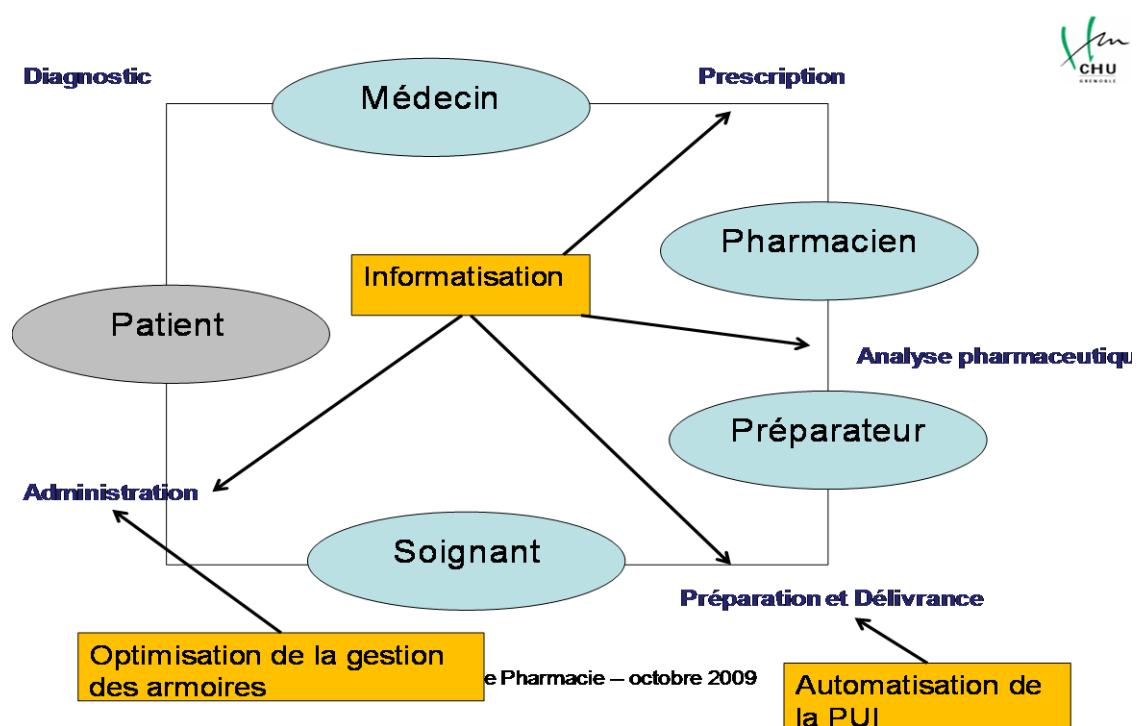 CHU
GRENOBLE
Diagnostic
Médecin
Prescription
Pharmacien
Informatisation
Patient
Analyse pharmaceutiqu
Préparateur
Administration
Soignant
Préparation et Délivrance
Optimisation de la gestion
des armoires
e Pharmacie – octobre 2009
Automatisation de
la PUI